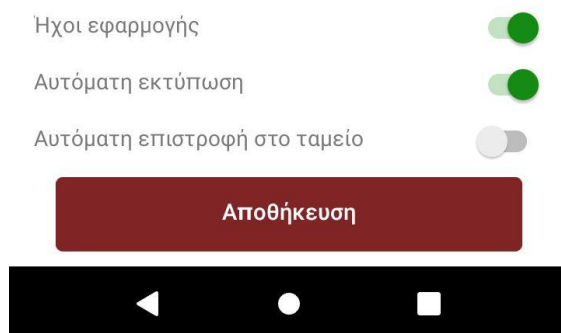 Ήχοι εφαρμογής
Αυτόματη εκτύπωση
Αυτόματη επιστροφή στο ταμείο
Αποθήκευση